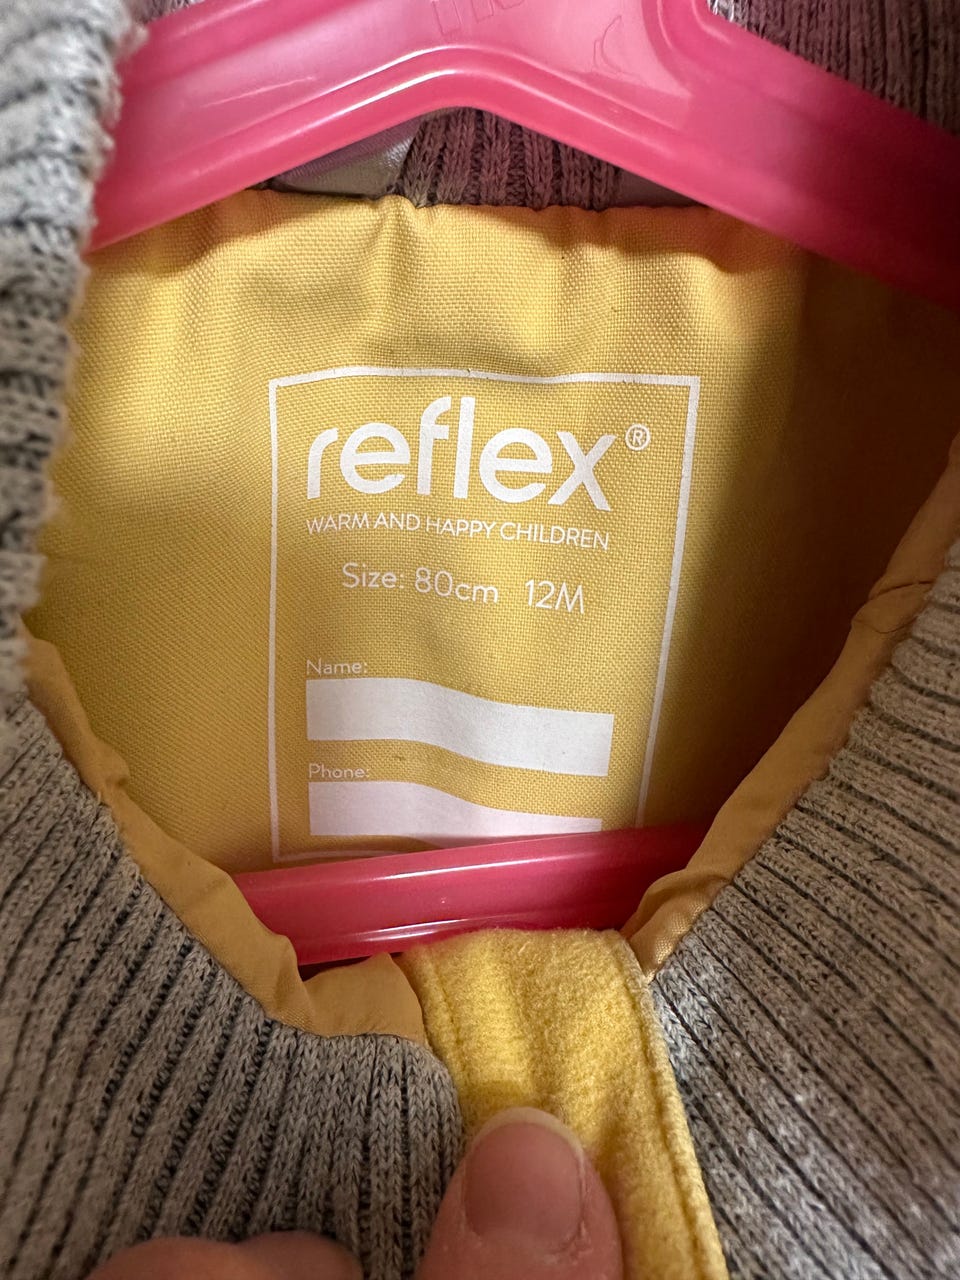 reflex®
WARM AND HAPPY CHILDREN
Size: 80cm 12M
Name:
Phone: